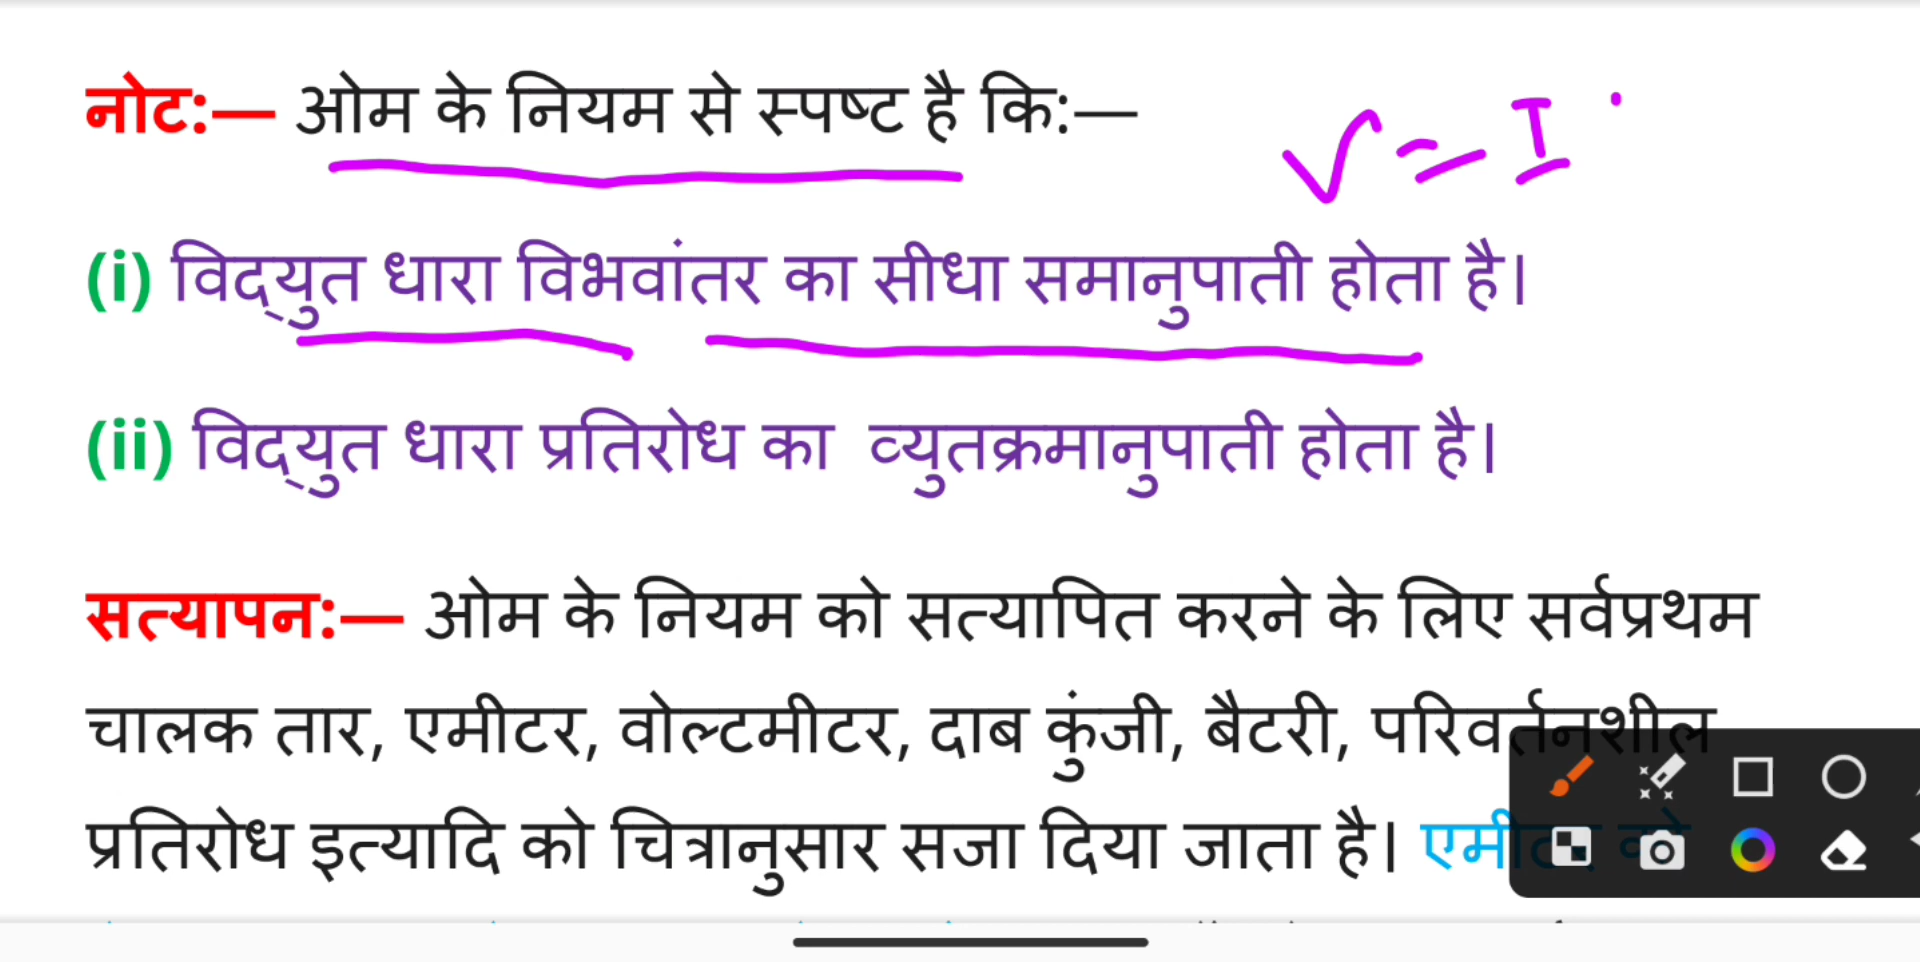 नोट:— ओम के नियम से स्पष्ट है कि:—
V = I
(i) विद्युत धारा विभवांतर का सीधा समानुपाती होता है।
(ii) विद्युत धारा प्रतिरोध का व्युतक्रमानुपाती होता है।
सत्यापन:— ओम के नियम को सत्यापित करने के लिए सर्वप्रथम
चालक तार, एमीटर, वोल्टमीटर, दाब कुंजी, बैटरी, परिवर्तनशील
प्रतिरोध इत्यादि को चित्रानुसार सजा दिया जाता है। एमीटर को